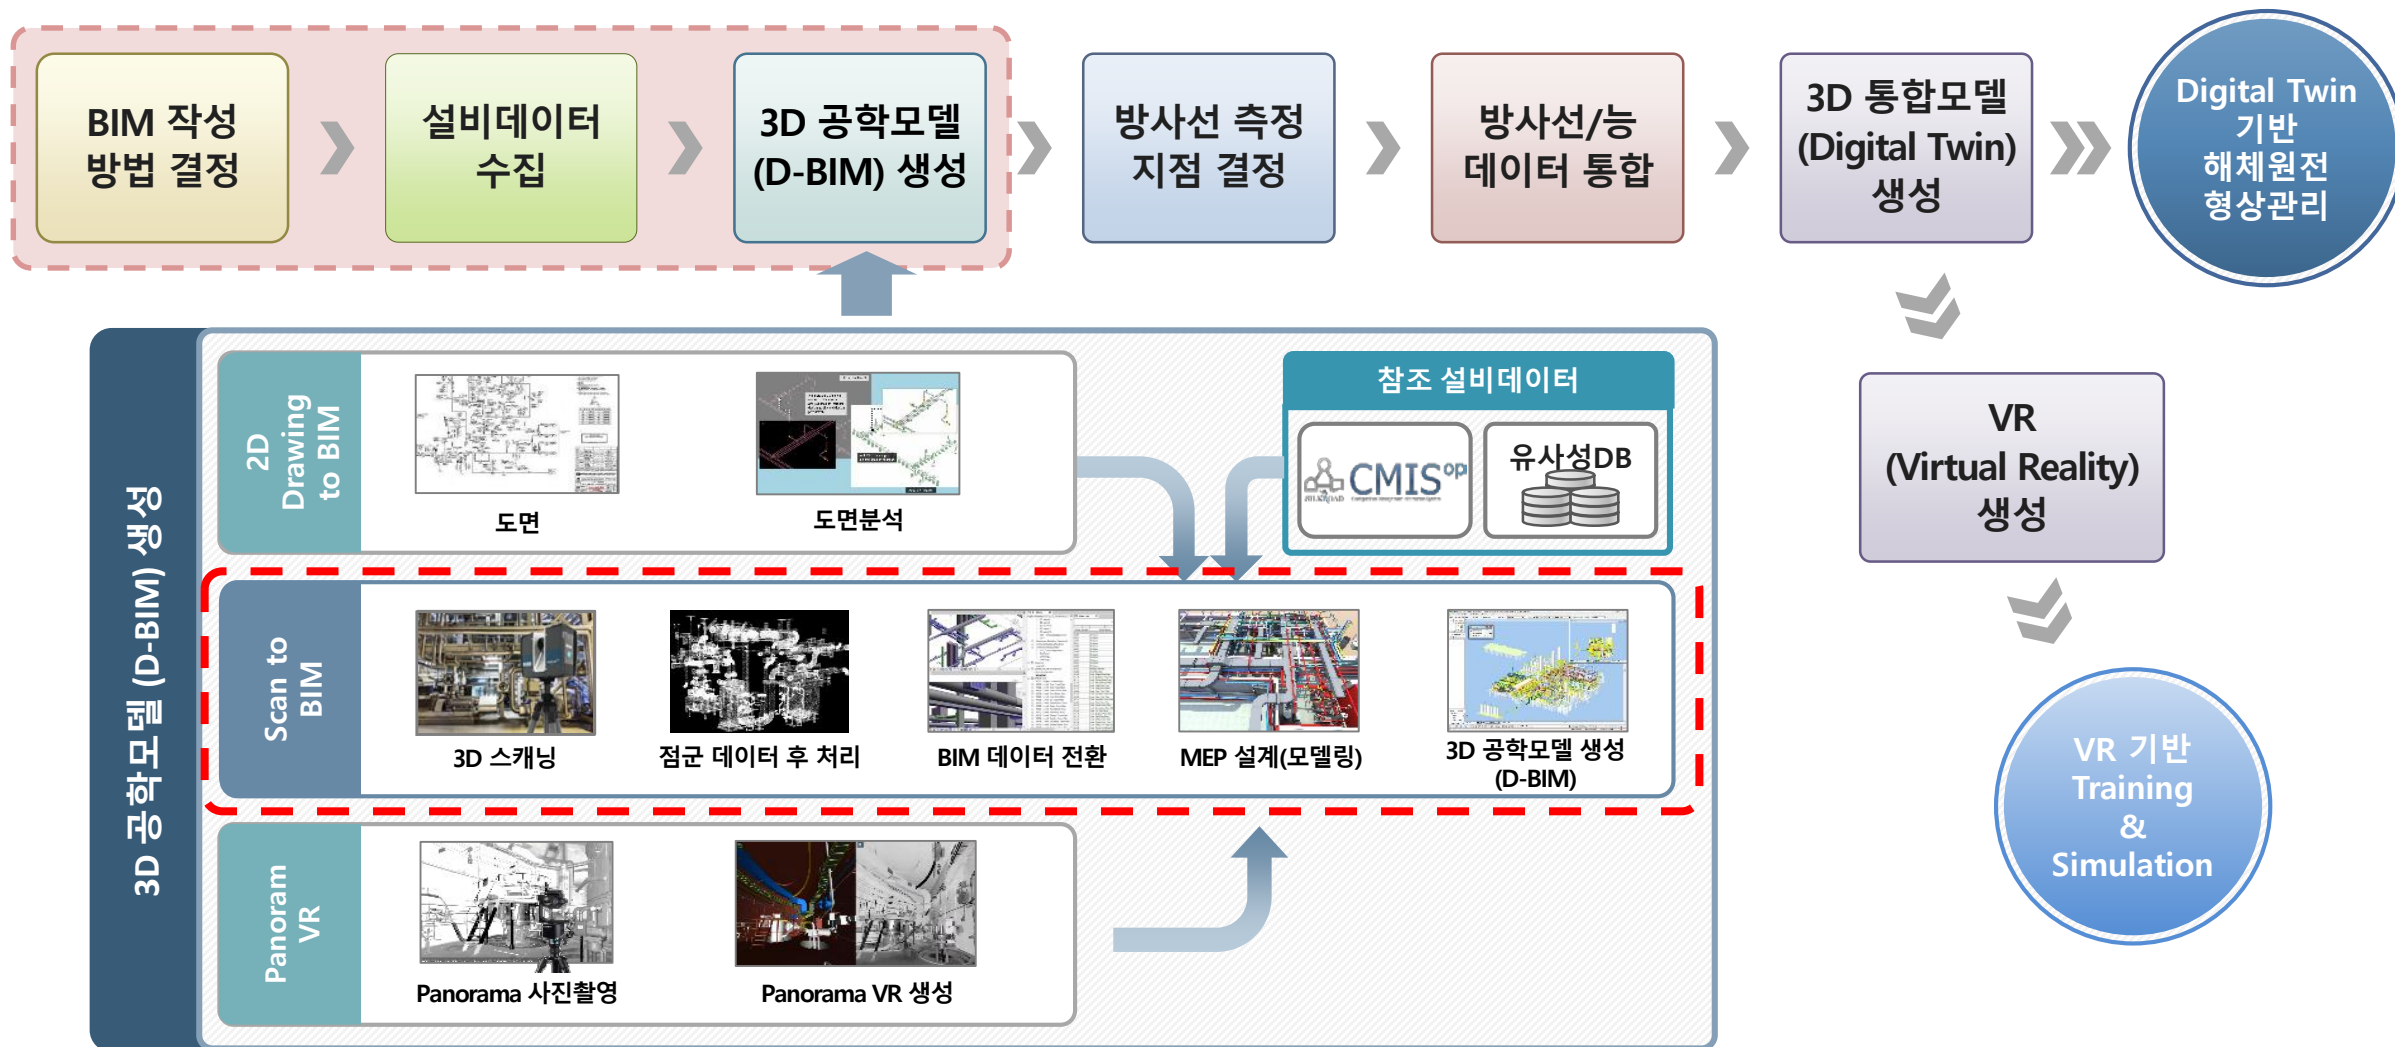 BIM 작성
방법 결정
설비데이터
수집
3D 공학모델
(D-BIM) 생성
방사선 측정
지점 결정
방사선/능
데이터 통합
3D 통합모델
(Digital Twin)
생성
Digital Twin
기반
해체원전
형상관리
VR
(Virtual Reality)
생성
VR 기반
Training
&
Simulation
3D 공학모델 (D-BIM) 생성
2D
Drawing
to BIM
도면
도면분석
참조 설비데이터
CMIS op
유사성DB
Scan to
BIM
3D 스캐닝
점군 데이터 후 처리
BIM 데이터 전환
MEP 설계(모델링)
3D 공학모델 생성
(D-BIM)
Panoram
VR
Panorama 사진촬영
Panorama VR 생성